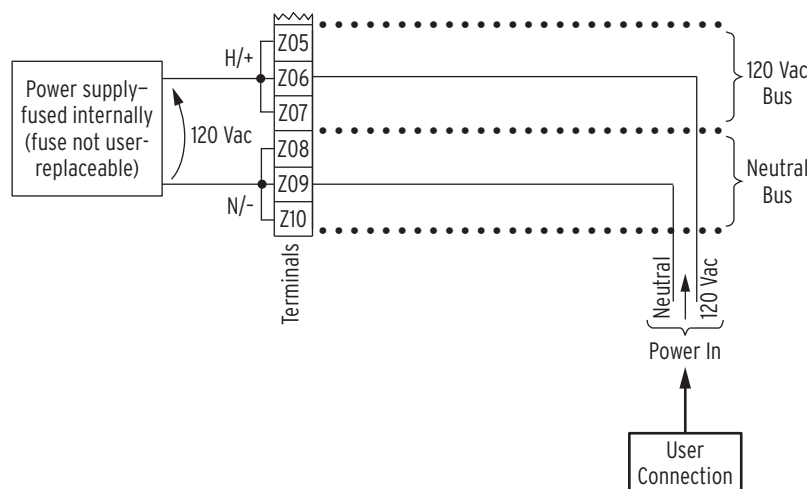 Z05
H/+
Z06
Z07
120 Vac
Bus
Power supply–
fused internally
(fuse not user-
replaceable)
120 Vac
Z08
Z09
N/-
Z10
Neutral
Bus
Terminals
Neutral
120 Vac
Power In
User
Connection